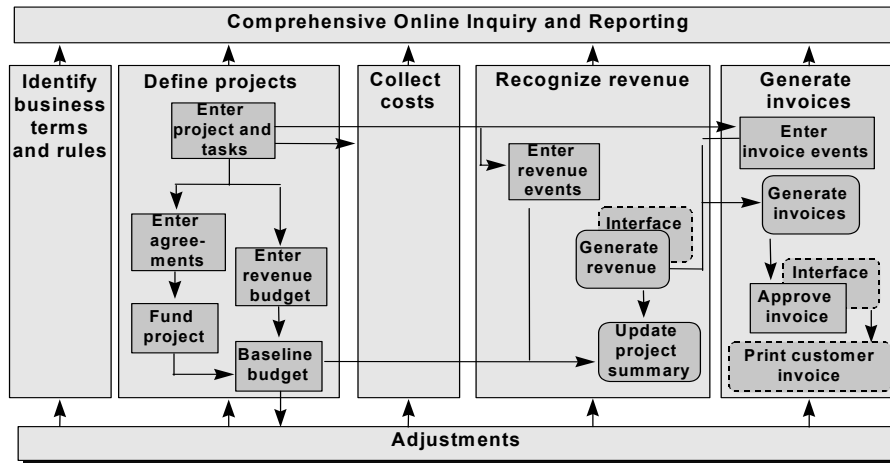 Comprehensive Online Inquiry and Reporting
Identify
business
terms
and rules
Define projects
Enter
project and
tasks
Enter
agree-
ments
Enter
revenue
budget
Fund
project
Baseline
budget
Collect
costs
Recognize revenue
Enter
revenue
events
Interface
Generate
revenue
Update
project
summary
Generate
invoices
Enter
invoice events
Generate
invoices
Interface
Approve
invoice
Print customer
invoice
Adjustments